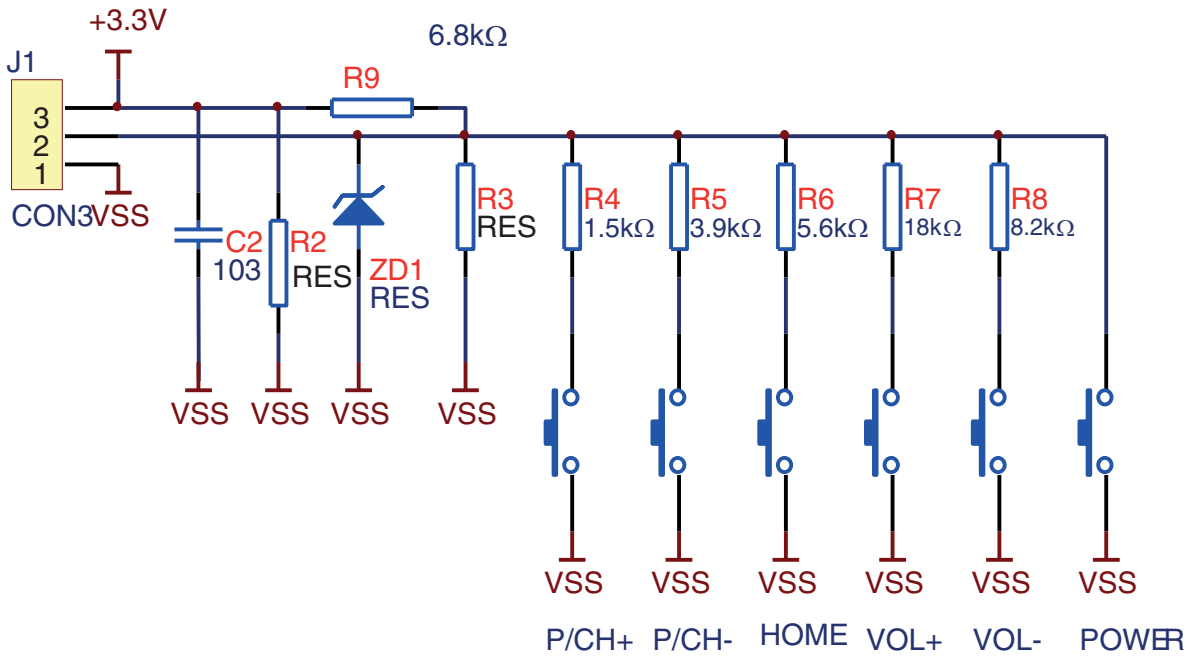 +3.3V
6.8kΩ
J1
R9
3
2
1
CON3
VSS
C2
103
R2
RES
ZD1
RES
R3
RES
R4
1.5kΩ
R5
3.9kΩ
R6
5.6kΩ
R7
18kΩ
R8
8.2kΩ
VSS
VSS
VSS
VSS
VSS
VSS
VSS
VSS
VSS
VSS
P/CH+
P/CH-
HOME
VOL+
VOL-
POWER